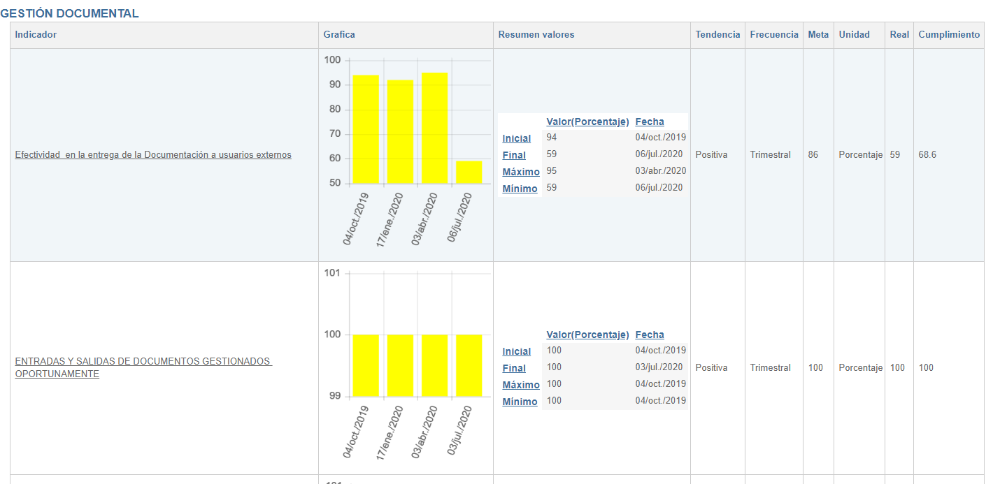 GESTIÓN DOCUMENTAL
Indicador Grafica Resumen valores Tendencia Frecuencia Meta Unidad Real Cumplimiento
100
90
80
70
60
50
04/oct./2019 17/ene./2020 03/abr./2020 06/jul./2020
Efectividad  en la entrega de la Documentación a usuarios externos
Valor(Porcentaje) Fecha
Inicial 94 04/oct./2019
Final 59 06/jul./2020
Máximo 95 03/abr./2020
Mínimo 59 06/jul./2020
Positiva Trimestral 86 Porcentaje 59 68.6
ENTRADAS Y SALIDAS DE DOCUMENTOS GESTIONADOS
OPORTUNAMENTE
101
100
99
04/oct./2019 17/ene./2020 03/abr./2020 03/jul./2020
Valor(Porcentaje) Fecha
Inicial 100 04/oct./2019
Final 100 03/jul./2020
Máximo 100 04/oct./2019
Mínimo 100 04/oct./2019
Positiva Trimestral 100 Porcentaje 100 100